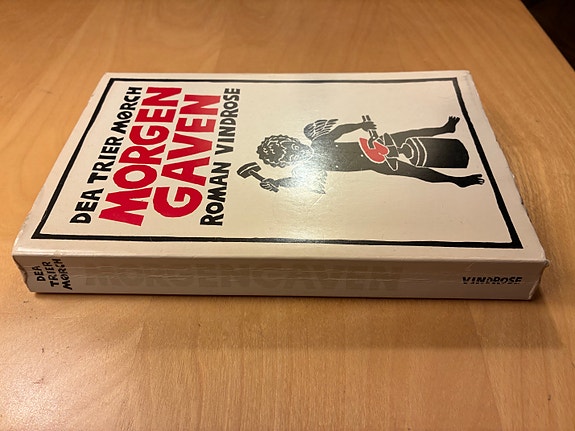 DEA TRIER MØRCH
MORGEN
GAVEN
ROMAN VINDROSE
DEA
TRIER
MØRCH
VINDROSE